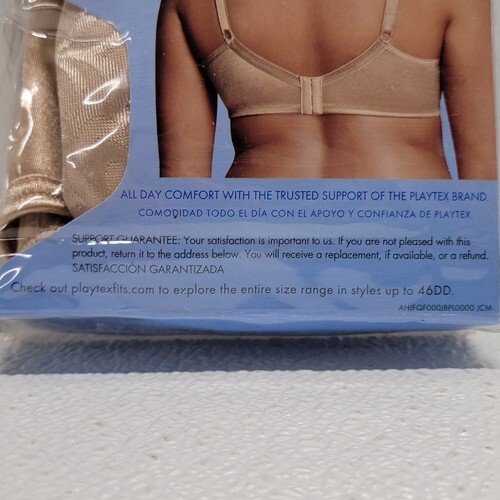 ALL DAY COMFORT WITH THE TRUSTED SUPPORT OF THE PLAYTEX BRAND.
COMODIDAD TODO EL DÍA CON EL APOYO Y CONFIANZA DE PLAYTEX.
SUPPORT GUARANTEE: Your satisfaction is important to us. If you are not pleased with this
product, return it to the address below. You will receive a replacement, if available, or a refund.
SATISFACCIÓN GARANTIZADA
Check out playtexfits.com to explore the entire size range in styles up to 46DD.